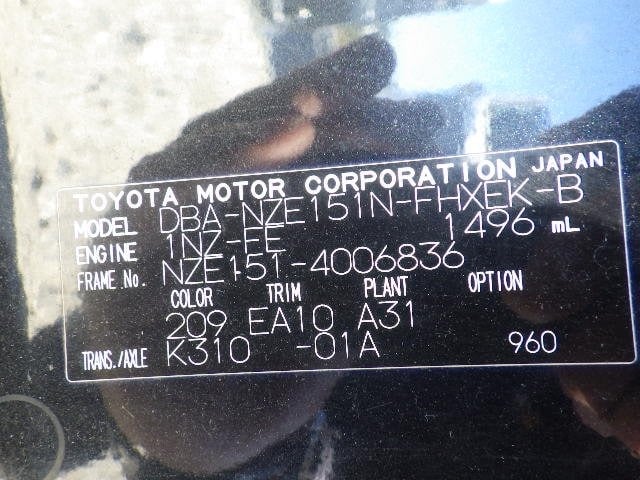 TOYOTA MOTOR CORPORATION JAPAN
MODEL DBA-NZE151N-FHXEK-B
ENGINE 1NZ-FE 1496 mL
FRAME No. NZE151-4006836
COLOR TRIM PLANT OPTION
209 EA10 A31
TRANS./AXLE K310 -01A 960